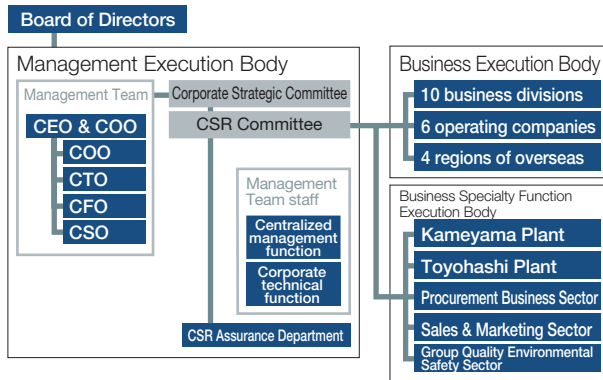 Board of Directors
Management Execution Body
Management Team
CEO & COO
COO
CTO
CFO
CSO
Corporate Strategic Committee
CSR Committee
Management
Team staff
Centralized
management
function
Corporate
technical
function
CSR Assurance Department
Business Execution Body
10 business divisions
6 operating companies
4 regions of overseas
Business Specialty Function
Execution Body
Kameyama Plant
Toyohashi Plant
Procurement Business Sector
Sales & Marketing Sector
Group Quality Environmental
Safety Sector